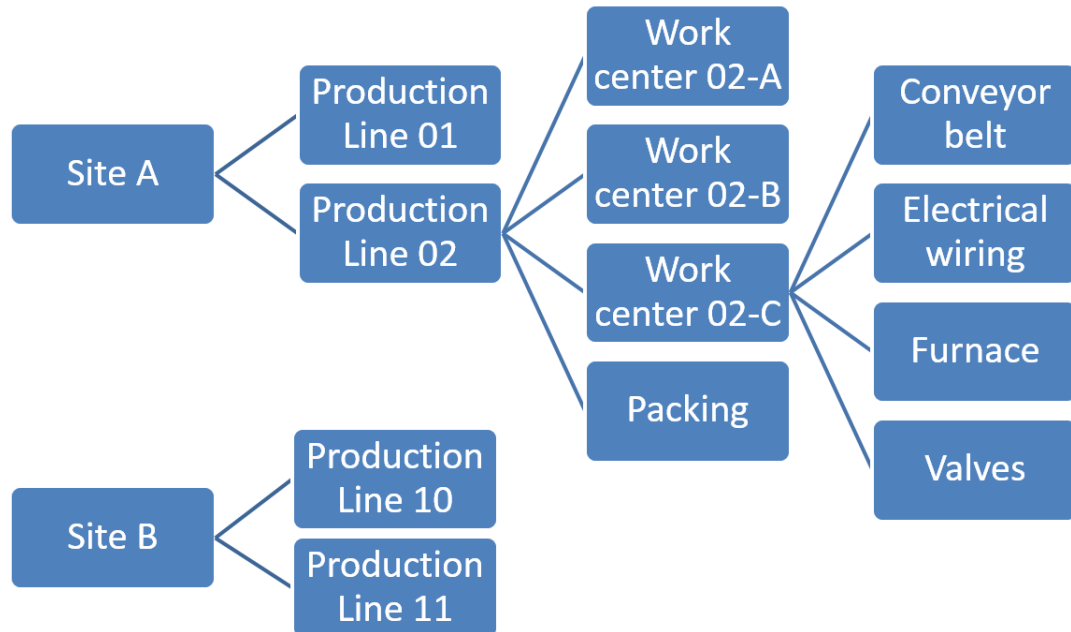 Site A
Production
Line 01
Production
Line 02
Work
center 02-A
Work
center 02-B
Work
center 02-C
Packing
Conveyor
belt
Electrical
wiring
Furnace
Valves
Site B
Production
Line 10
Production
Line 11